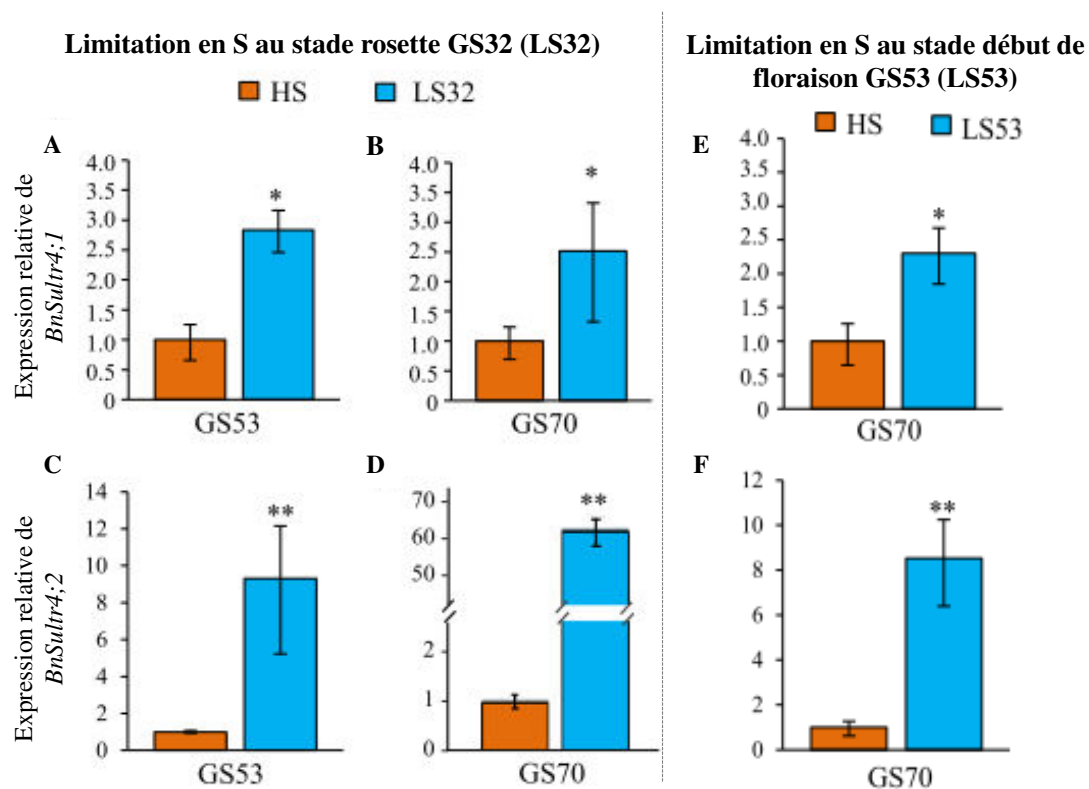 Limitation en S au stade rosette GS32 (LS32)
HS
LS32
Limitation en S au stade début de
floraison GS53 (LS53)
HS
LS53
Expression relative de
BnSultr4;1
A
4.0
3.5
3.0
2.5
2.0
1.5
1.0
0.5
0
*
GS53
B
4.0
3.5
3.0
2.5
2.0
1.5
1.0
0.5
0
*
GS70
E
4.0
3.5
3.0
2.5
2.0
1.5
1.0
0.5
0
*
GS70
Expression relative de
BnSultr4;2
C
14
12
10
8
6
4
2
0
**
GS53
D
70
60
50
2
1
0
**
GS70
F
12
10
8
6
4
2
0
**
GS70